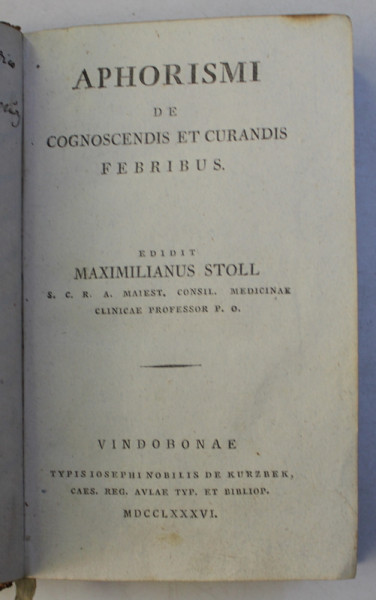 APHORISMI
DE
COGNOSCENDIS ET CURANDIS
FEBRIBUS.
EDIDIT
MAXIMILIANUS STOLL
S. C. R. A. MAIEST. CONSIL. MEDICINAE
CLINICAE PROFESSOR P. O.
VINDOBONAE
TYPIS IOSEPHI NOBILIS DE KURZBEK,
CAES. REG. AVLAE TYP. ET BIBLIOP.
MDCCLXXXVI.